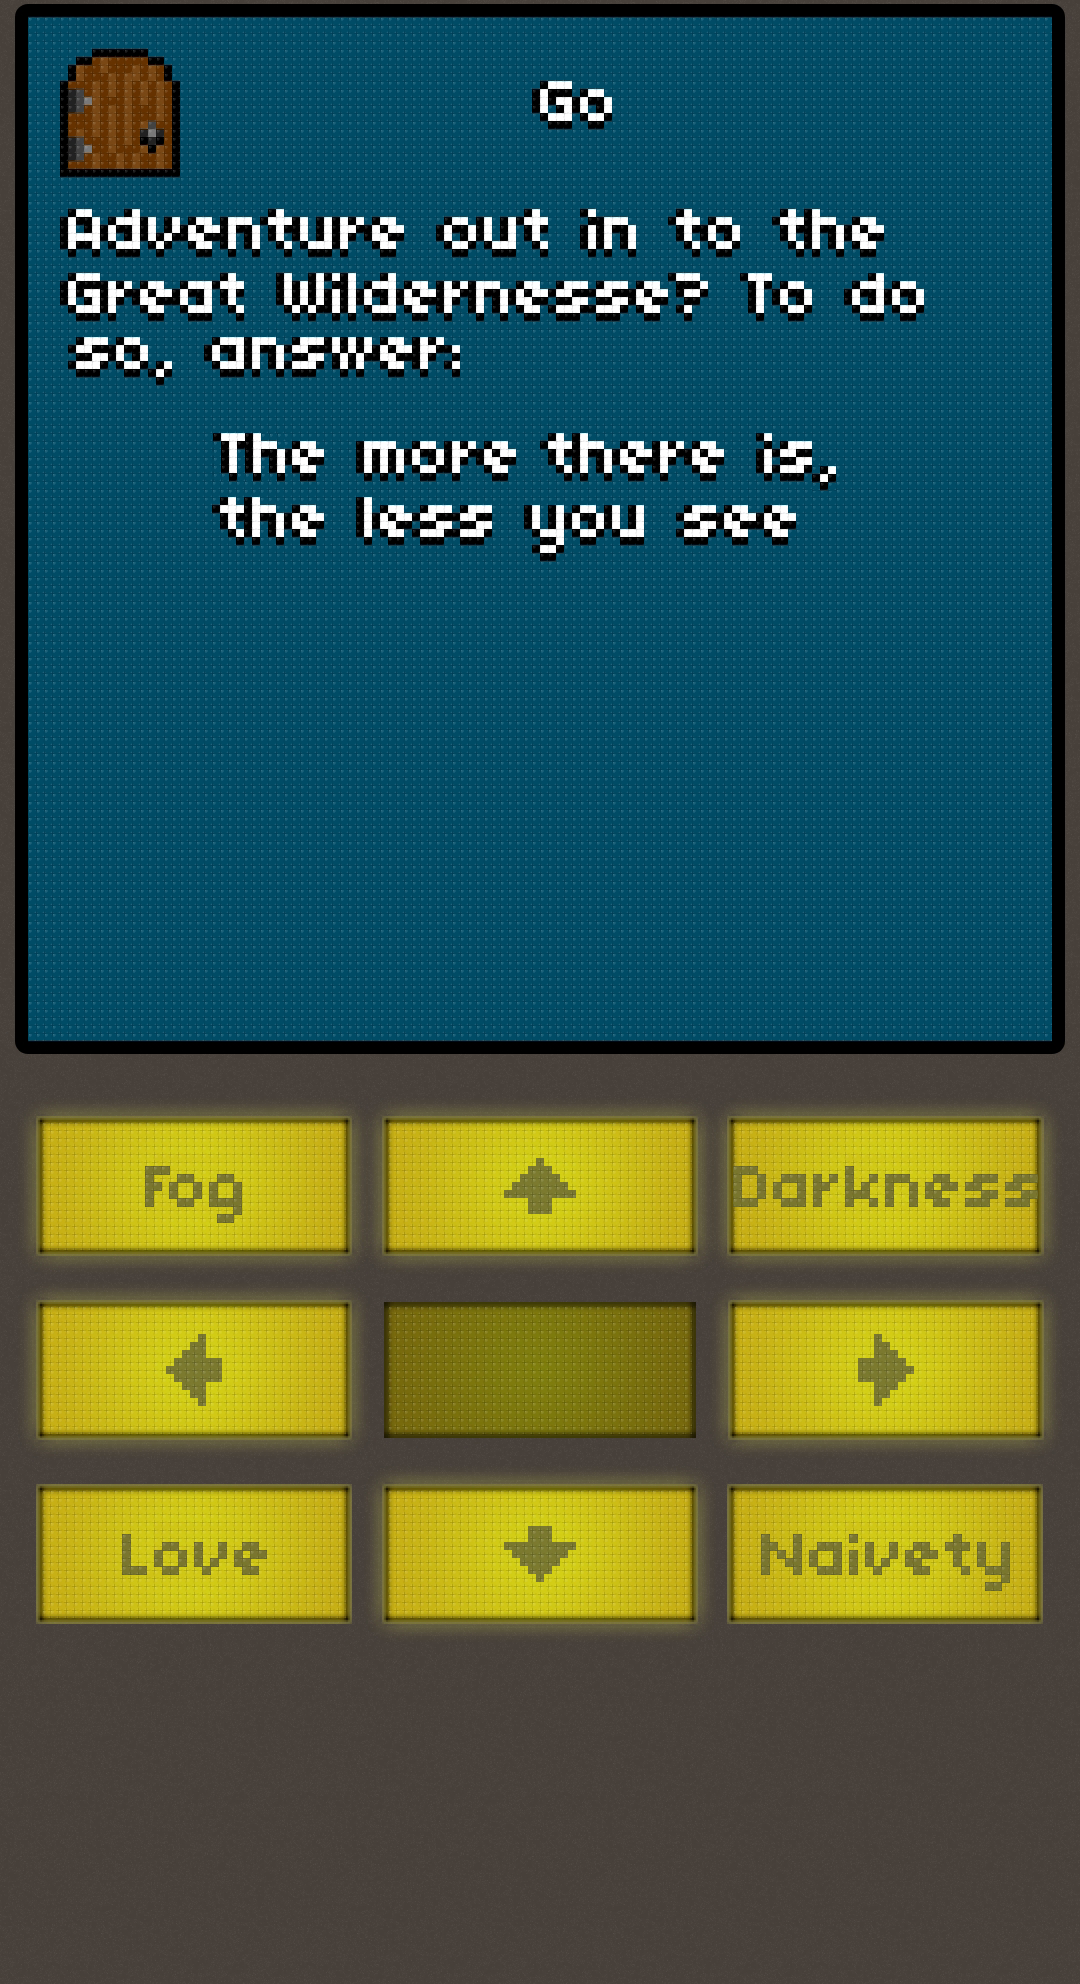 Go
Adventure out in to the
Great Wildernesse? To do
so, answer:
The more there is,
the less you see
Fog
Darkness
Love
Naivety